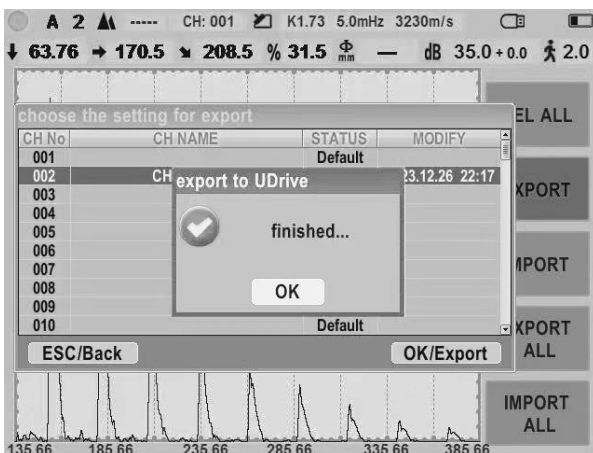 A 2 ----- CH: 001 K1.73 5.0mHz 3230m/s
63.76 170.5 208.5 % 31.5 Φ mm — dB 35.0 + 0.0 2.0
choose the setting for export
EL ALL
CH No CH NAME STATUS MODIFY
001 Default
002 CH 23.12.26 22:17
003
004
005
006
007
008
009
010 Default
export to UDrive
finished...
OK
XPORT
MPORT
XPORT
ALL
ESC/Back OK/Export
IMPORT
ALL
135.66 185.66 235.66 285.66 335.66 385.66